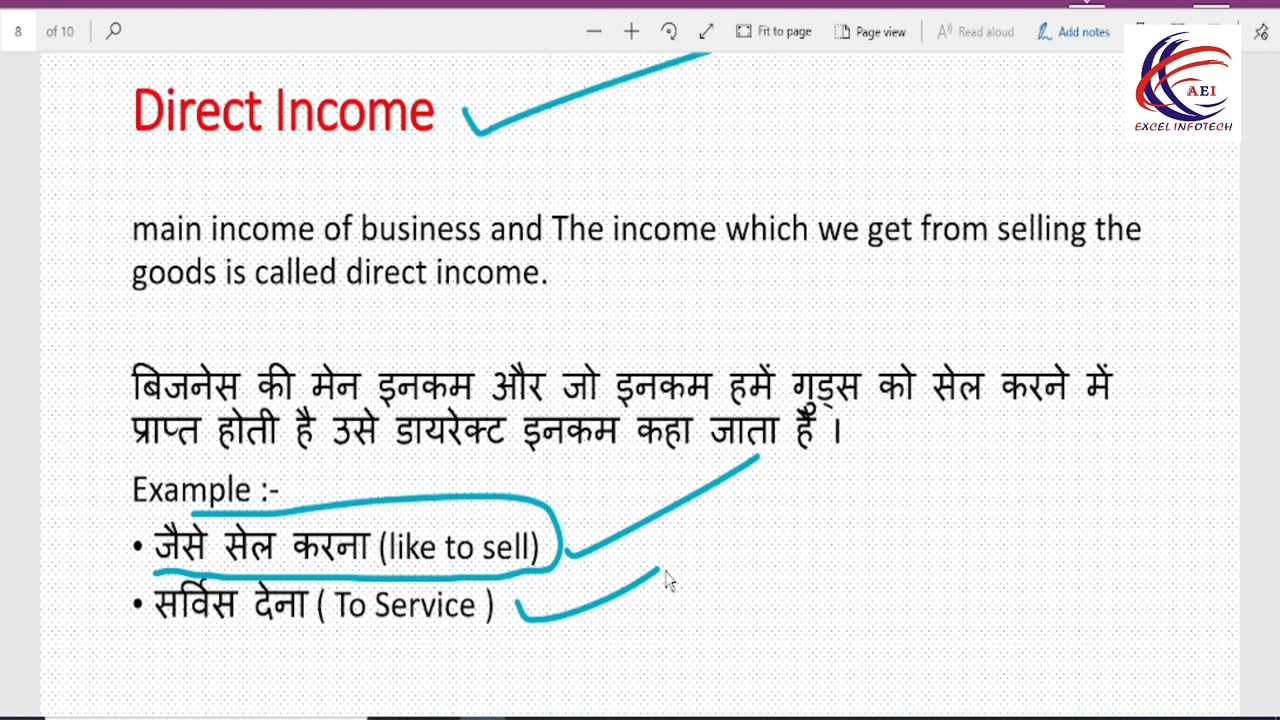 8 of 10 Fit to page Page view Read aloud Add notes
AEI
EXCEL INFOTECH
Direct Income
main income of business and The income which we get from selling the
goods is called direct income.
बिजनेस की मेन इनकम और जो इनकम हमें गुड्स को सेल करने में
प्राप्त होती है उसे डायरेक्ट इनकम कहा जाता है ।
Example :-
• जैसे सेल करना (like to sell)
• सर्विस देना ( To Service )